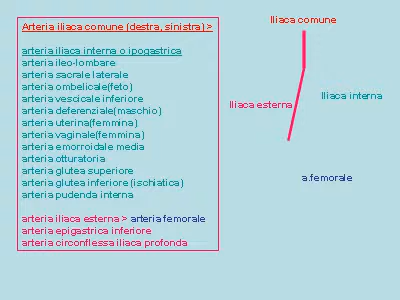 Arteria iliaca comune (destra, sinistra) >
arteria iliaca interna o ipogastrica
arteria ileo-lombare
arteria sacrale laterale
arteria ombelicale(feto)
arteria vescicale inferiore
arteria deferenziale(maschio)
arteria uterina(femmina)
arteria vaginale(femmina)
arteria emorroidale media
arteria otturatoria
arteria glutea superiore
arteria glutea inferiore (ischiatica)
arteria pudenda interna
arteria iliaca esterna > arteria femorale
arteria epigastrica inferiore
arteria circonflessa iliaca profonda
Iliaca comune
Iliaca esterna
Iliaca interna
a.femorale